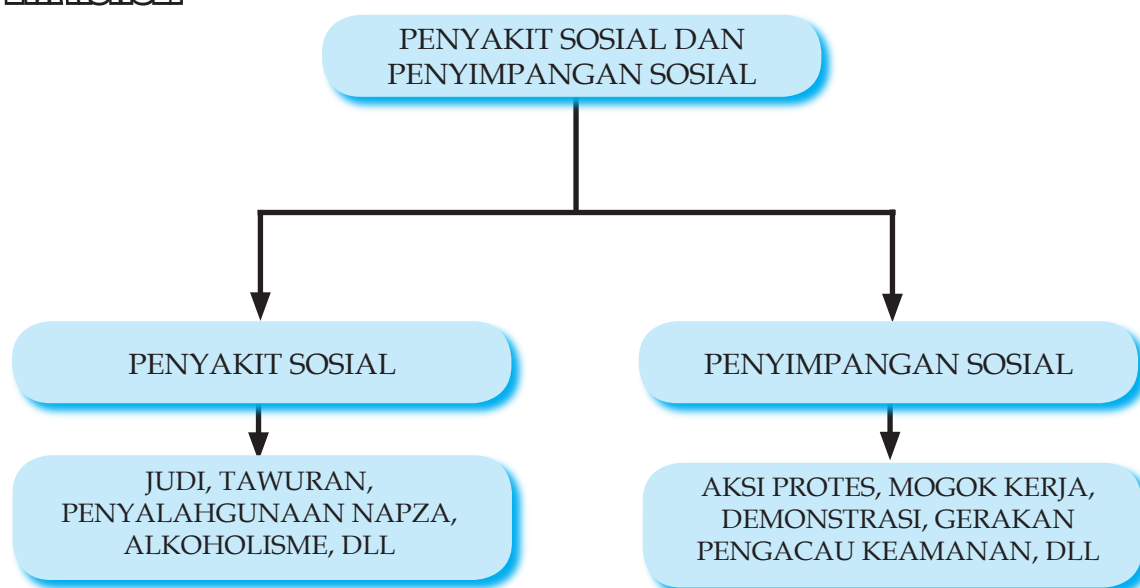 PENYAKIT SOSIAL DAN
PENYIMPANGAN SOSIAL
PENYAKIT SOSIAL
PENYIMPANGAN SOSIAL
JUDI, TAWURAN,
PENYALAHGUNAAN NAPZA,
ALKOHOLISME, DLL
AKSI PROTES, MOGOK KERJA,
DEMONSTRASI, GERAKAN
PENGACAU KEAMANAN, DLL